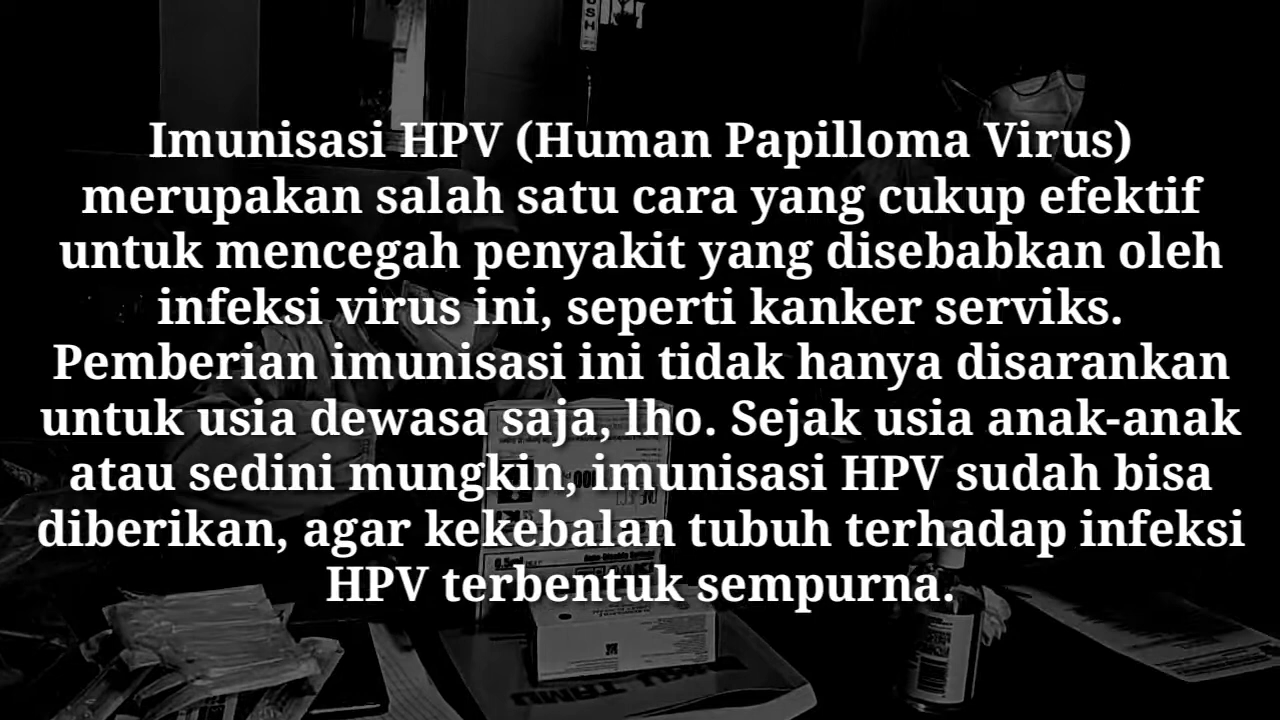 Imunisasi HPV (Human Papilloma Virus)
merupakan salah satu cara yang cukup efektif
untuk mencegah penyakit yang disebabkan oleh
infeksi virus ini, seperti kanker serviks.
Pemberian imunisasi ini tidak hanya disarankan
untuk usia dewasa saja, lho. Sejak usia anak-anak
atau sedini mungkin, imunisasi HPV sudah bisa
diberikan, agar kekebalan tubuh terhadap infeksi
HPV terbentuk sempurna.